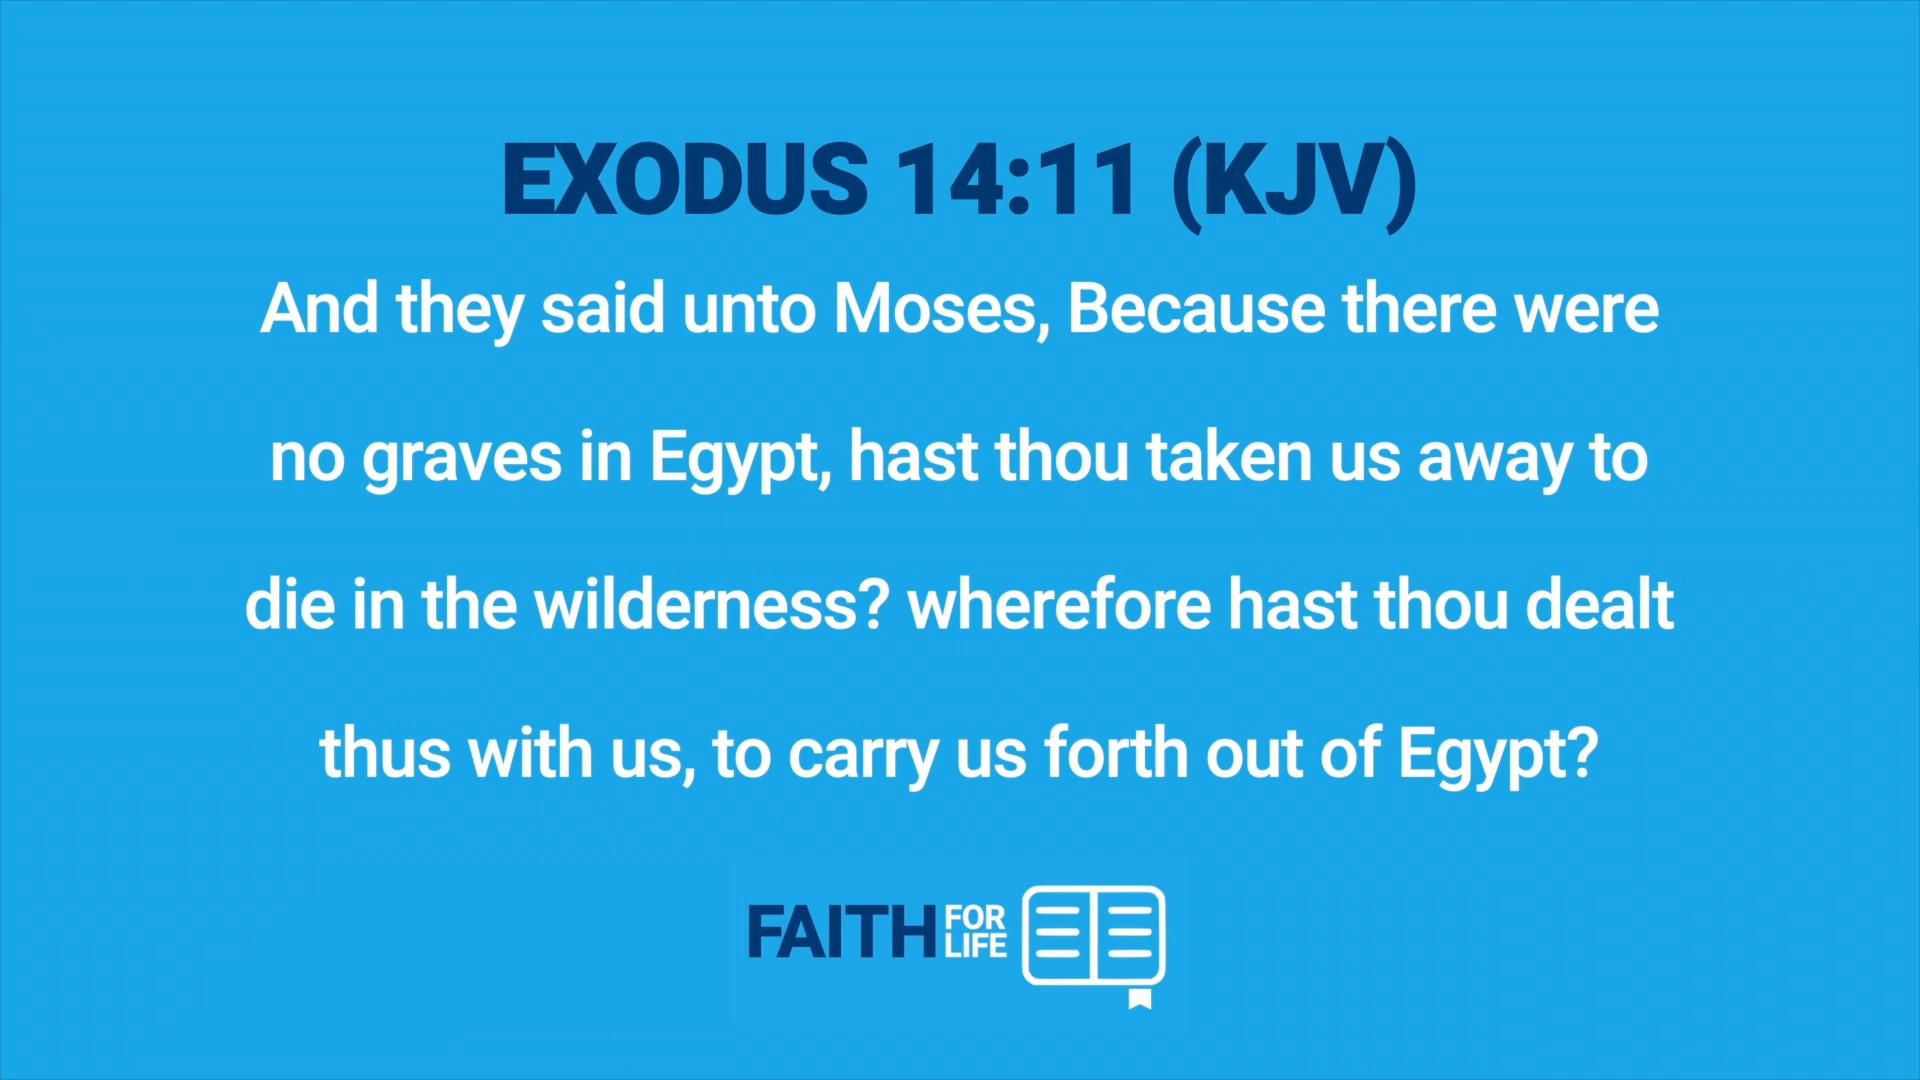 EXODUS 14:11 (KJV)
And they said unto Moses, Because there were
no graves in Egypt, hast thou taken us away to
die in the wilderness? wherefore hast thou dealt
thus with us, to carry us forth out of Egypt?
FAITH FOR
LIFE